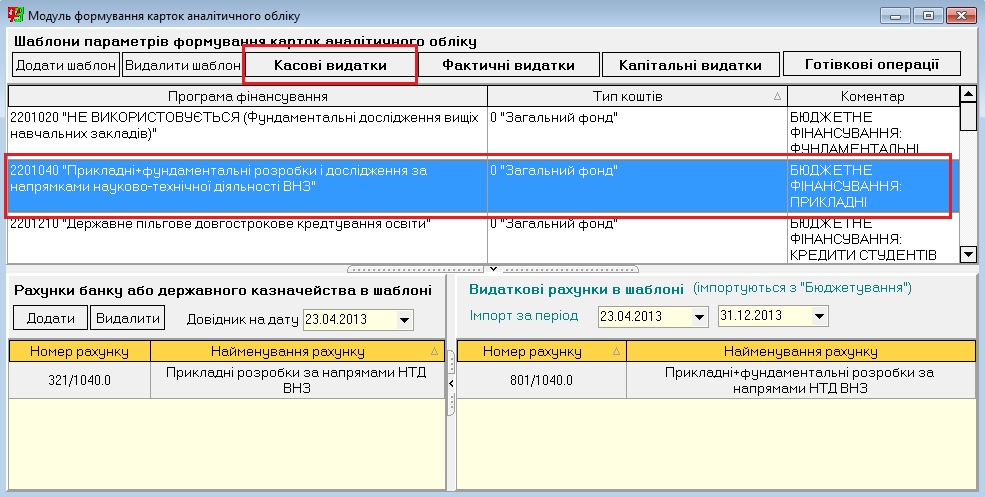 Модуль формування карток аналітичного обліку
Шаблони параметрів формування карток аналітичного обліку
Додати шаблон Видалити шаблон Касові видатки Фактичні видатки Капітальні видатки Готівкові операції
Програма фінансування Тип коштів Коментар
2201020 "НЕ ВИКОРИСТОВУЄТЬСЯ (Фундаментальні дослідження вищіх 0 "Загальний фонд" БЮДЖЕТНЕ
навчальних закладів)" ФІНАНСУВАННЯ:
ФУНДАМЕНТАЛЬНІ
2201040 "Прикладні+фундаментальні розробки і дослідження за 0 "Загальний фонд" БЮДЖЕТНЕ
напрямками науково-технічної діяльності ВНЗ" ФІНАНСУВАННЯ:
ПРИКЛАДНІ
2201210 "Державне пільгове довгострокове кредтування освіти" 0 "Загальний фонд" БЮДЖЕТНЕ
ФІНАНСУВАННЯ:
КРЕДИТИ СТУДЕНТІВ
Рахунки банку або державного казначейства в шаблоні
Додати Видалити Довідник на дату 23.04.2013
Номер рахунку Найменування рахунку
321/1040.0 Прикладні розробки за напрямами НТД
ВНЗ
Видаткові рахунки в шаблоні (імпортуються з "Бюджетування")
Імпорт за період 23.04.2013 31.12.2013
Номер рахунку Найменування рахунку
801/1040.0 Прикладні+фундаментальні розробки за
напрямами НТД ВНЗ